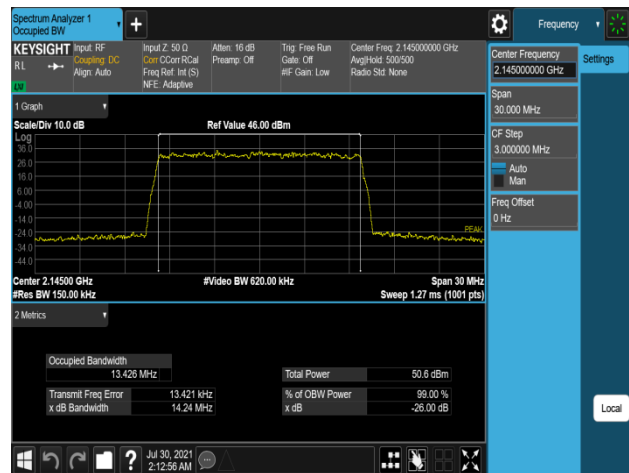 Spectrum Analyzer 1
Occupied BW
+
Frequency
KEYSIGHT
RL
LW
Input: RF
Coupling: DC
Align: Auto
Input Z: 50 Ω
Corr CCorr RCal
Freq Ref: Int (S)
NFE: Adaptive
Atten: 16 dB
Preamp: Off
Trig: Free Run
Gate: Off
#IF Gain: Low
Center Freq: 2.145000000 GHz
Avg|Hold: 500/500
Radio Std: None
Center Frequency
2.145000000 GHz
Settings
Span
30.000 MHz
CF Step
3.000000 MHz
Auto
Man
Freq Offset
0 Hz
1 Graph
Scale/Div 10.0 dB
Ref Value 46.00 dBm
Log
36.0
26.0
16.0
6.00
-4.00
-14.0
-24.0
-34.0
-44.0
PEAK
Center 2.14500 GHz
#Video BW 620.00 kHz
Span 30 MHz
#Res BW 150.00 kHz
Sweep 1.27 ms (1001 pts)
2 Metrics
Occupied Bandwidth
13.426 MHz
Total Power 50.6 dBm
Transmit Freq Error 13.421 kHz
% of OBW Power 99.00 %
x dB Bandwidth 14.24 MHz
x dB -26.00 dB
Local
?
Jul 30, 2021
2:12:56 AM